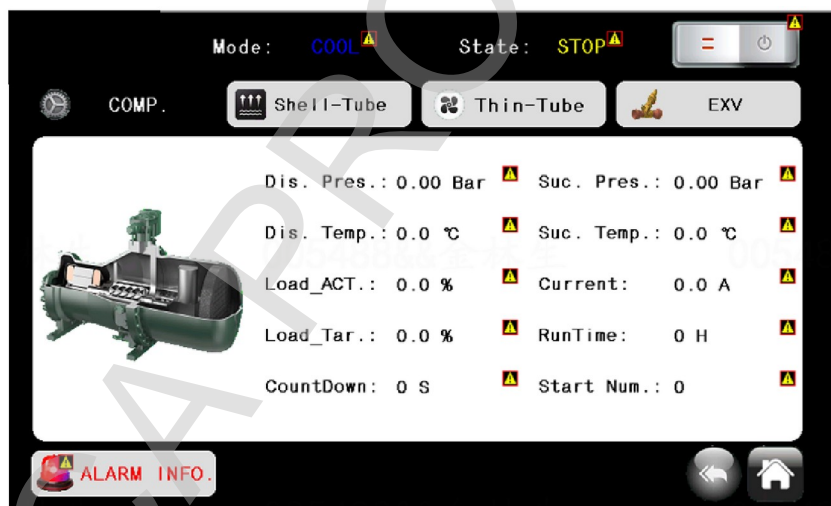 Mode: COOL State: STOP
COMP. Shell-Tube Thin-Tube EXV
Dis. Pres.: 0.00 Bar Suc. Pres.: 0.00 Bar
Dis. Temp.: 0.0 ℃ Suc. Temp.: 0.0 ℃
Load_ACT.: 0.0 % Current: 0.0 A
Load_Tar.: 0.0 % RunTime: 0 H
CountDown: 0 S Start Num.: 0
ALARM INFO.